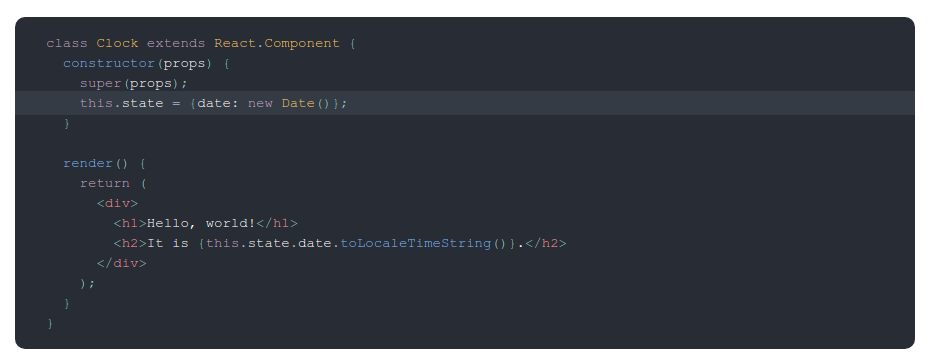 class Clock extends React.Component {
  constructor(props) {
    super(props);
    this.state = {date: new Date()};
  }

  render() {
    return (
      <div>
        <h1>Hello, world!</h1>
        <h2>It is {this.state.date.toLocaleTimeString()}.</h2>
      </div>
    );
  }
}